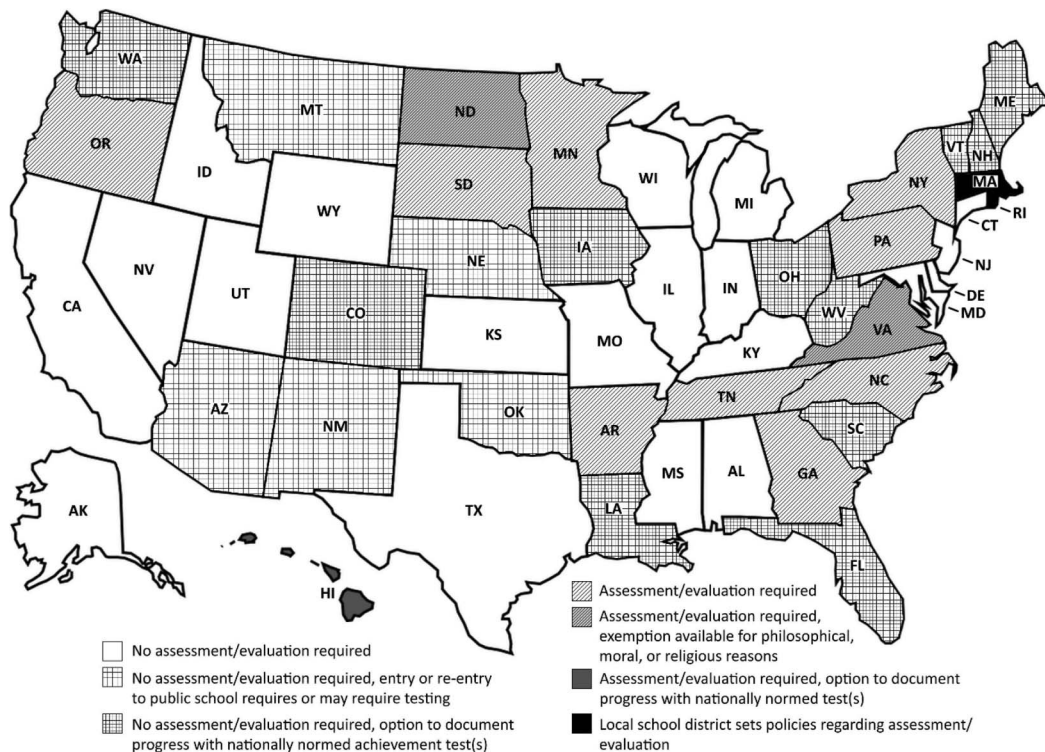 WA
MT
ND
MN
ME
VT
NH
OR
ID
SD
WI
MI
NY
MA
RI
CT
WY
IA
NE
PA
NJ
OH
NV
UT
CO
IL
IN
WV
DE
MD
CA
KS
MO
KY
VA
AZ
NM
OK
TN
NC
AR
SC
MS
AL
GA
AK
TX
LA
FL
HI
No assessment/evaluation required
No assessment/evaluation required, entry or re-entry
to public school requires or may require testing
No assessment/evaluation required, option to document
progress with nationally normed achievement test(s)
Assessment/evaluation required
Assessment/evaluation required,
exemption available for philosophical,
moral, or religious reasons
Assessment/evaluation required, option to document
progress with nationally normed test(s)
Local school district sets policies regarding assessment/
evaluation